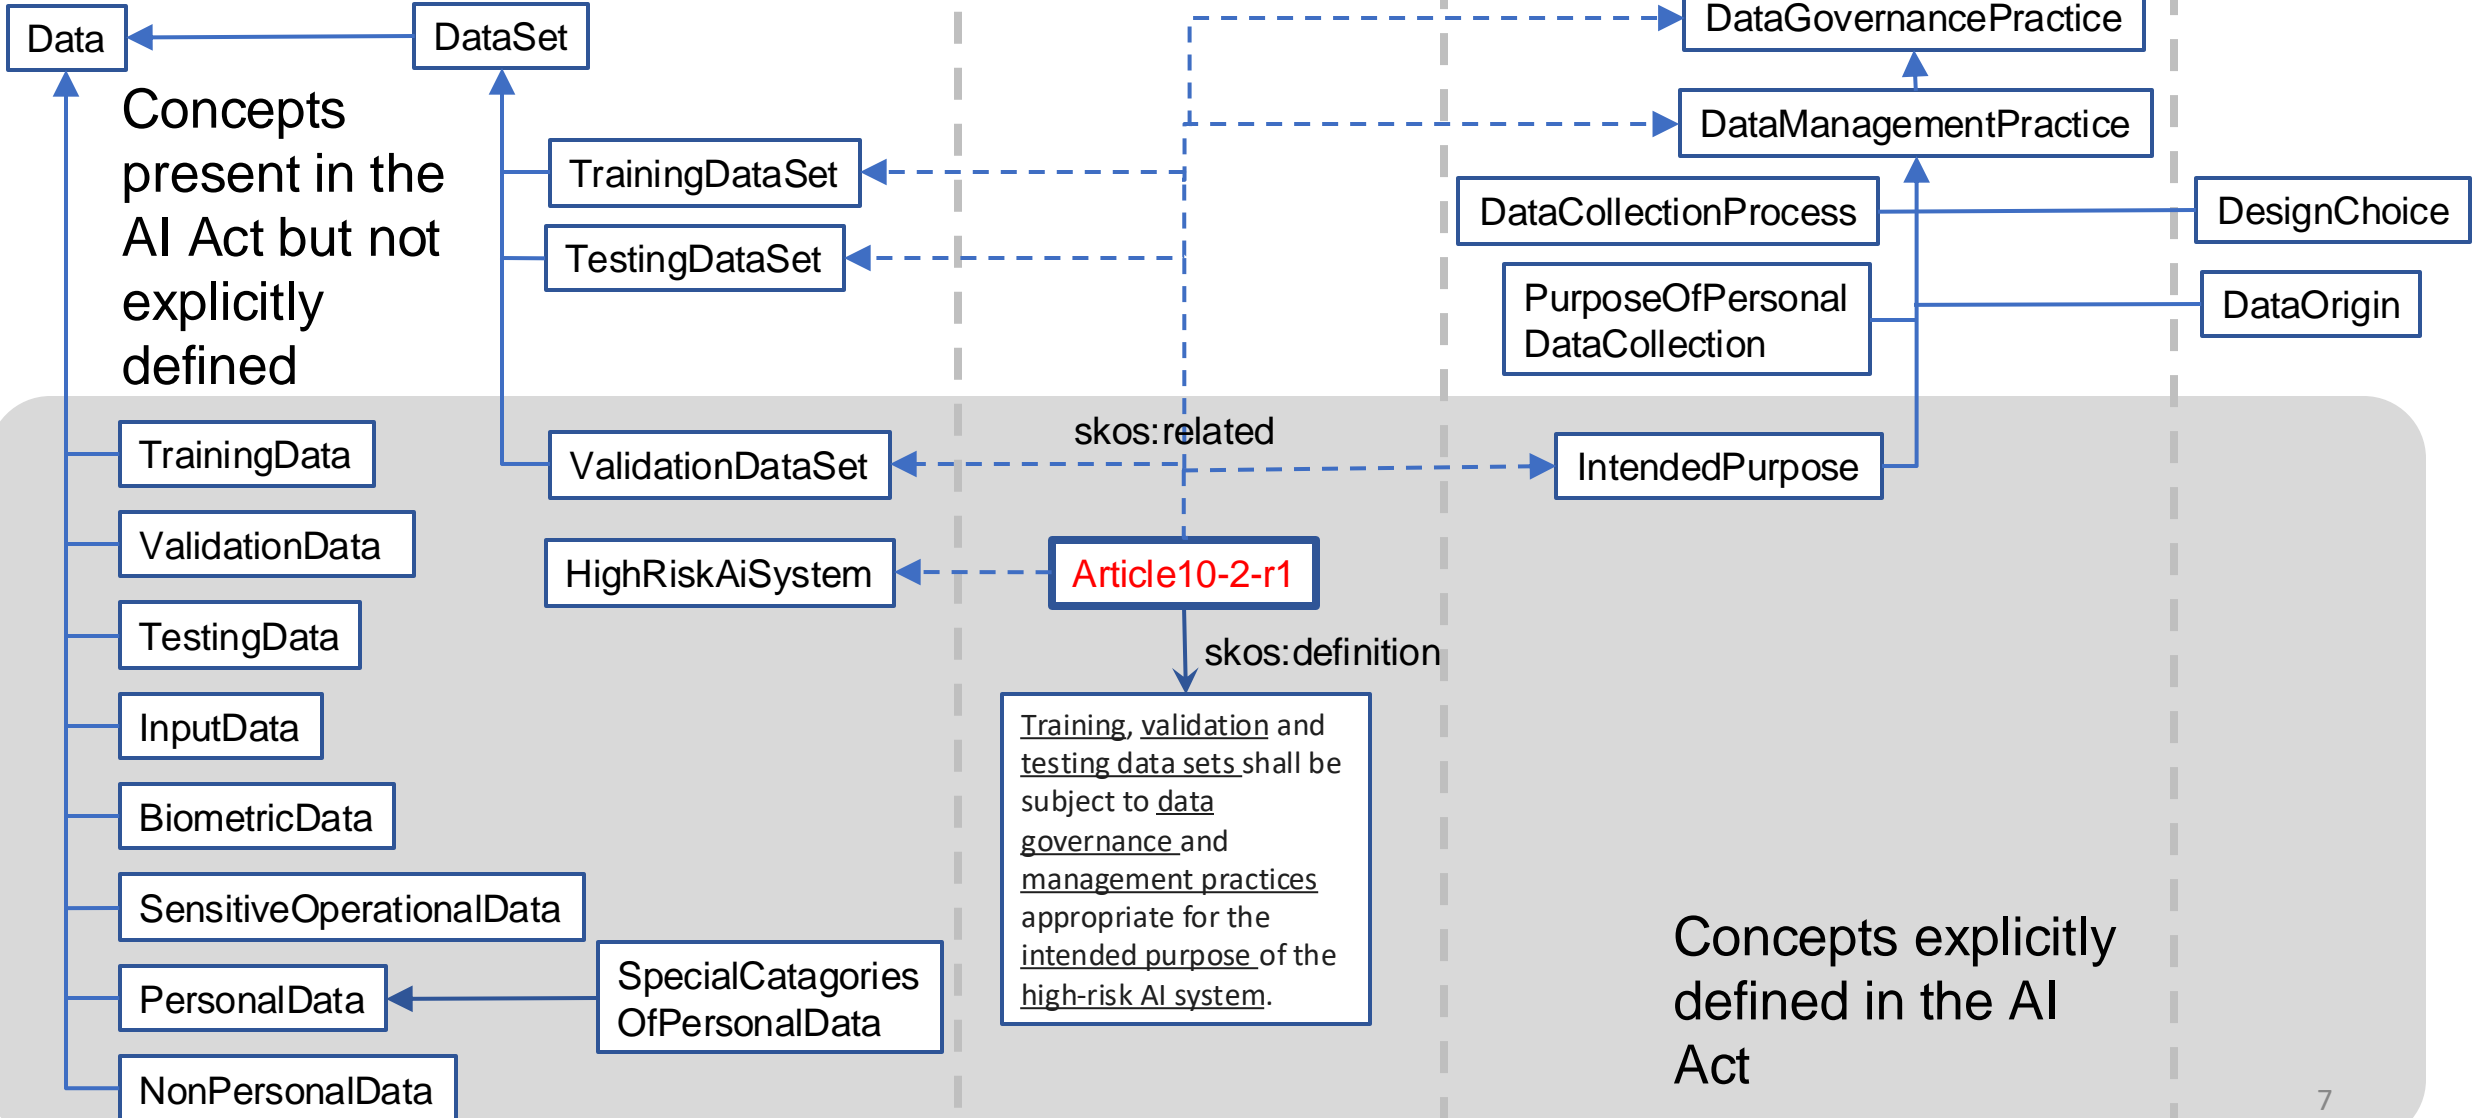 Data
DataSet
DataGovernancePractice
Concepts
present in the
AI Act but not
explicitly
defined
DataManagementPractice
TrainingDataSet
TestingDataSet
DataCollectionProcess
DesignChoice
PurposeOfPersonal
DataCollection
DataOrigin
skos:related
TrainingData
ValidationDataSet
IntendedPurpose
ValidationData
HighRiskAiSystem
Article10-2-r1
TestingData
skos:definition
InputData
Training, validation and
testing data sets shall be
subject to data
governance and
management practices
appropriate for the
intended purpose of the
high-risk AI system.
BiometricData
SensitiveOperationalData
PersonalData
SpecialCatagories
OfPersonalData
NonPersonalData
Concepts explicitly
defined in the AI
Act
7